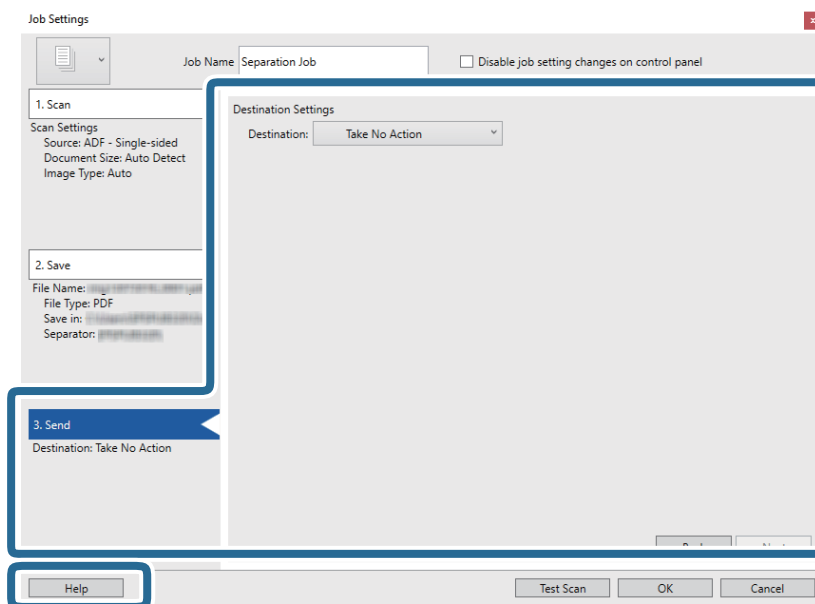 Job Settings
Job Name Separation Job
Disable job setting changes on control panel
1. Scan
Scan Settings
Source: ADF - Single-sided
Document Size: Auto Detect
Image Type: Auto
2. Save
File Name:
File Type: PDF
Save in:
Separator:
3. Send
Destination: Take No Action
Destination Settings
Destination: Take No Action
Help
Test Scan
OK
Cancel